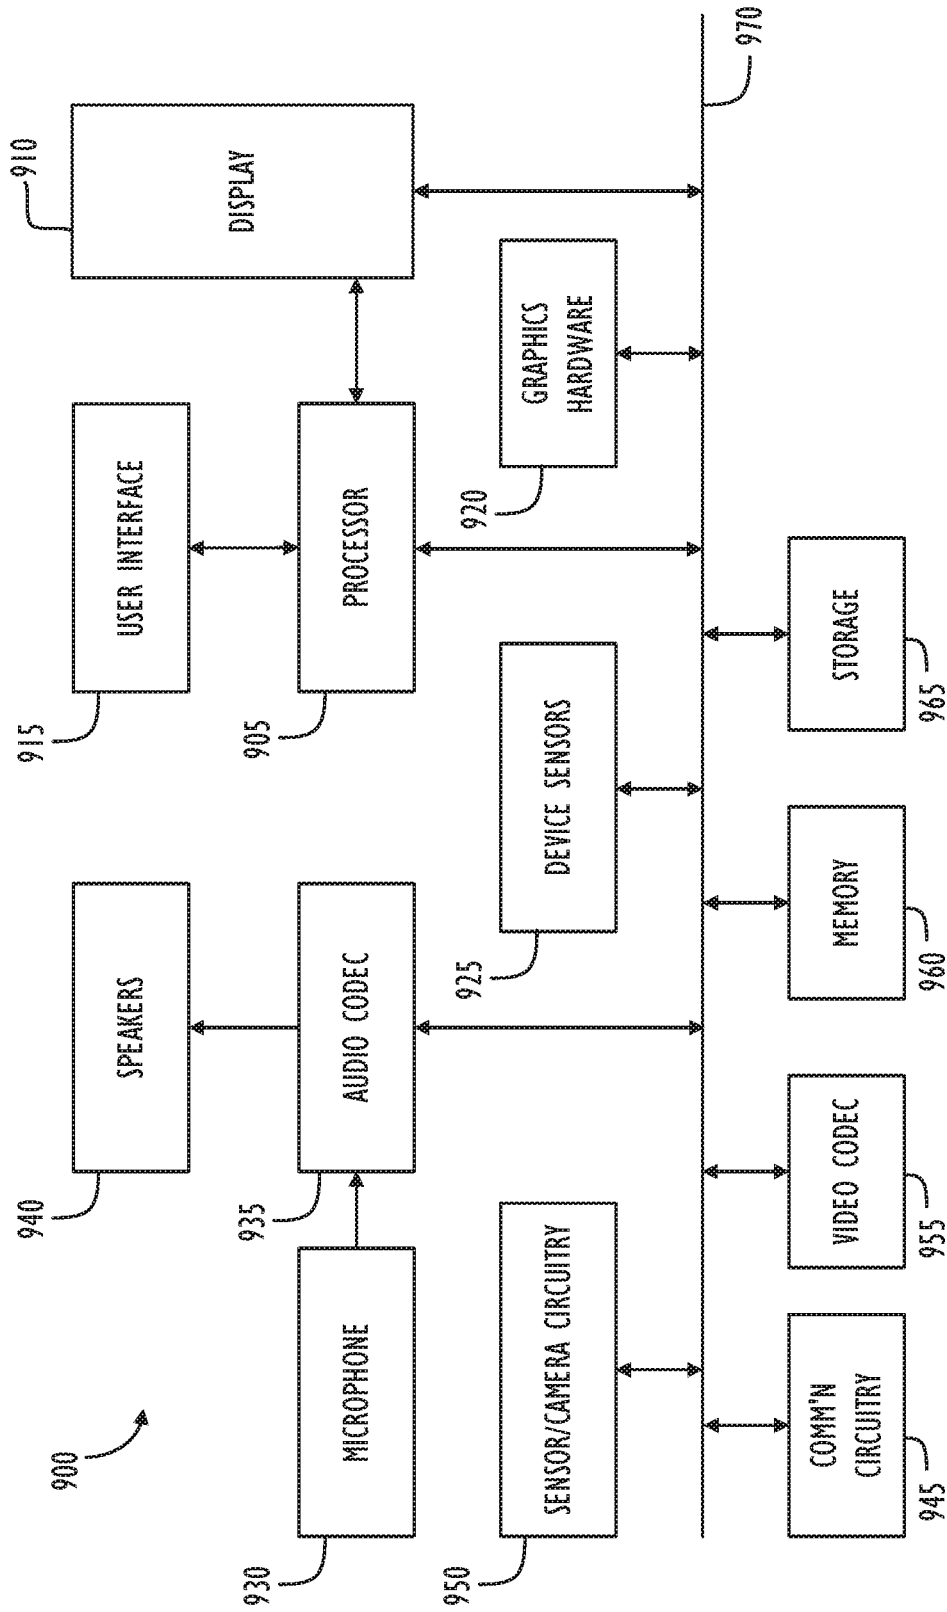 900
MICROPHONE
930
SPEAKERS
940
AUDIO CODEC
935
USER INTERFACE
915
PROCESSOR
905
DISPLAY
910
SENSOR/CAMERA CIRCUITRY
950
DEVICE SENSORS
925
GRAPHICS
HARDWARE
920
970
COMM'N
CIRCUITRY
945
VIDEO CODEC
955
MEMORY
960
STORAGE
965